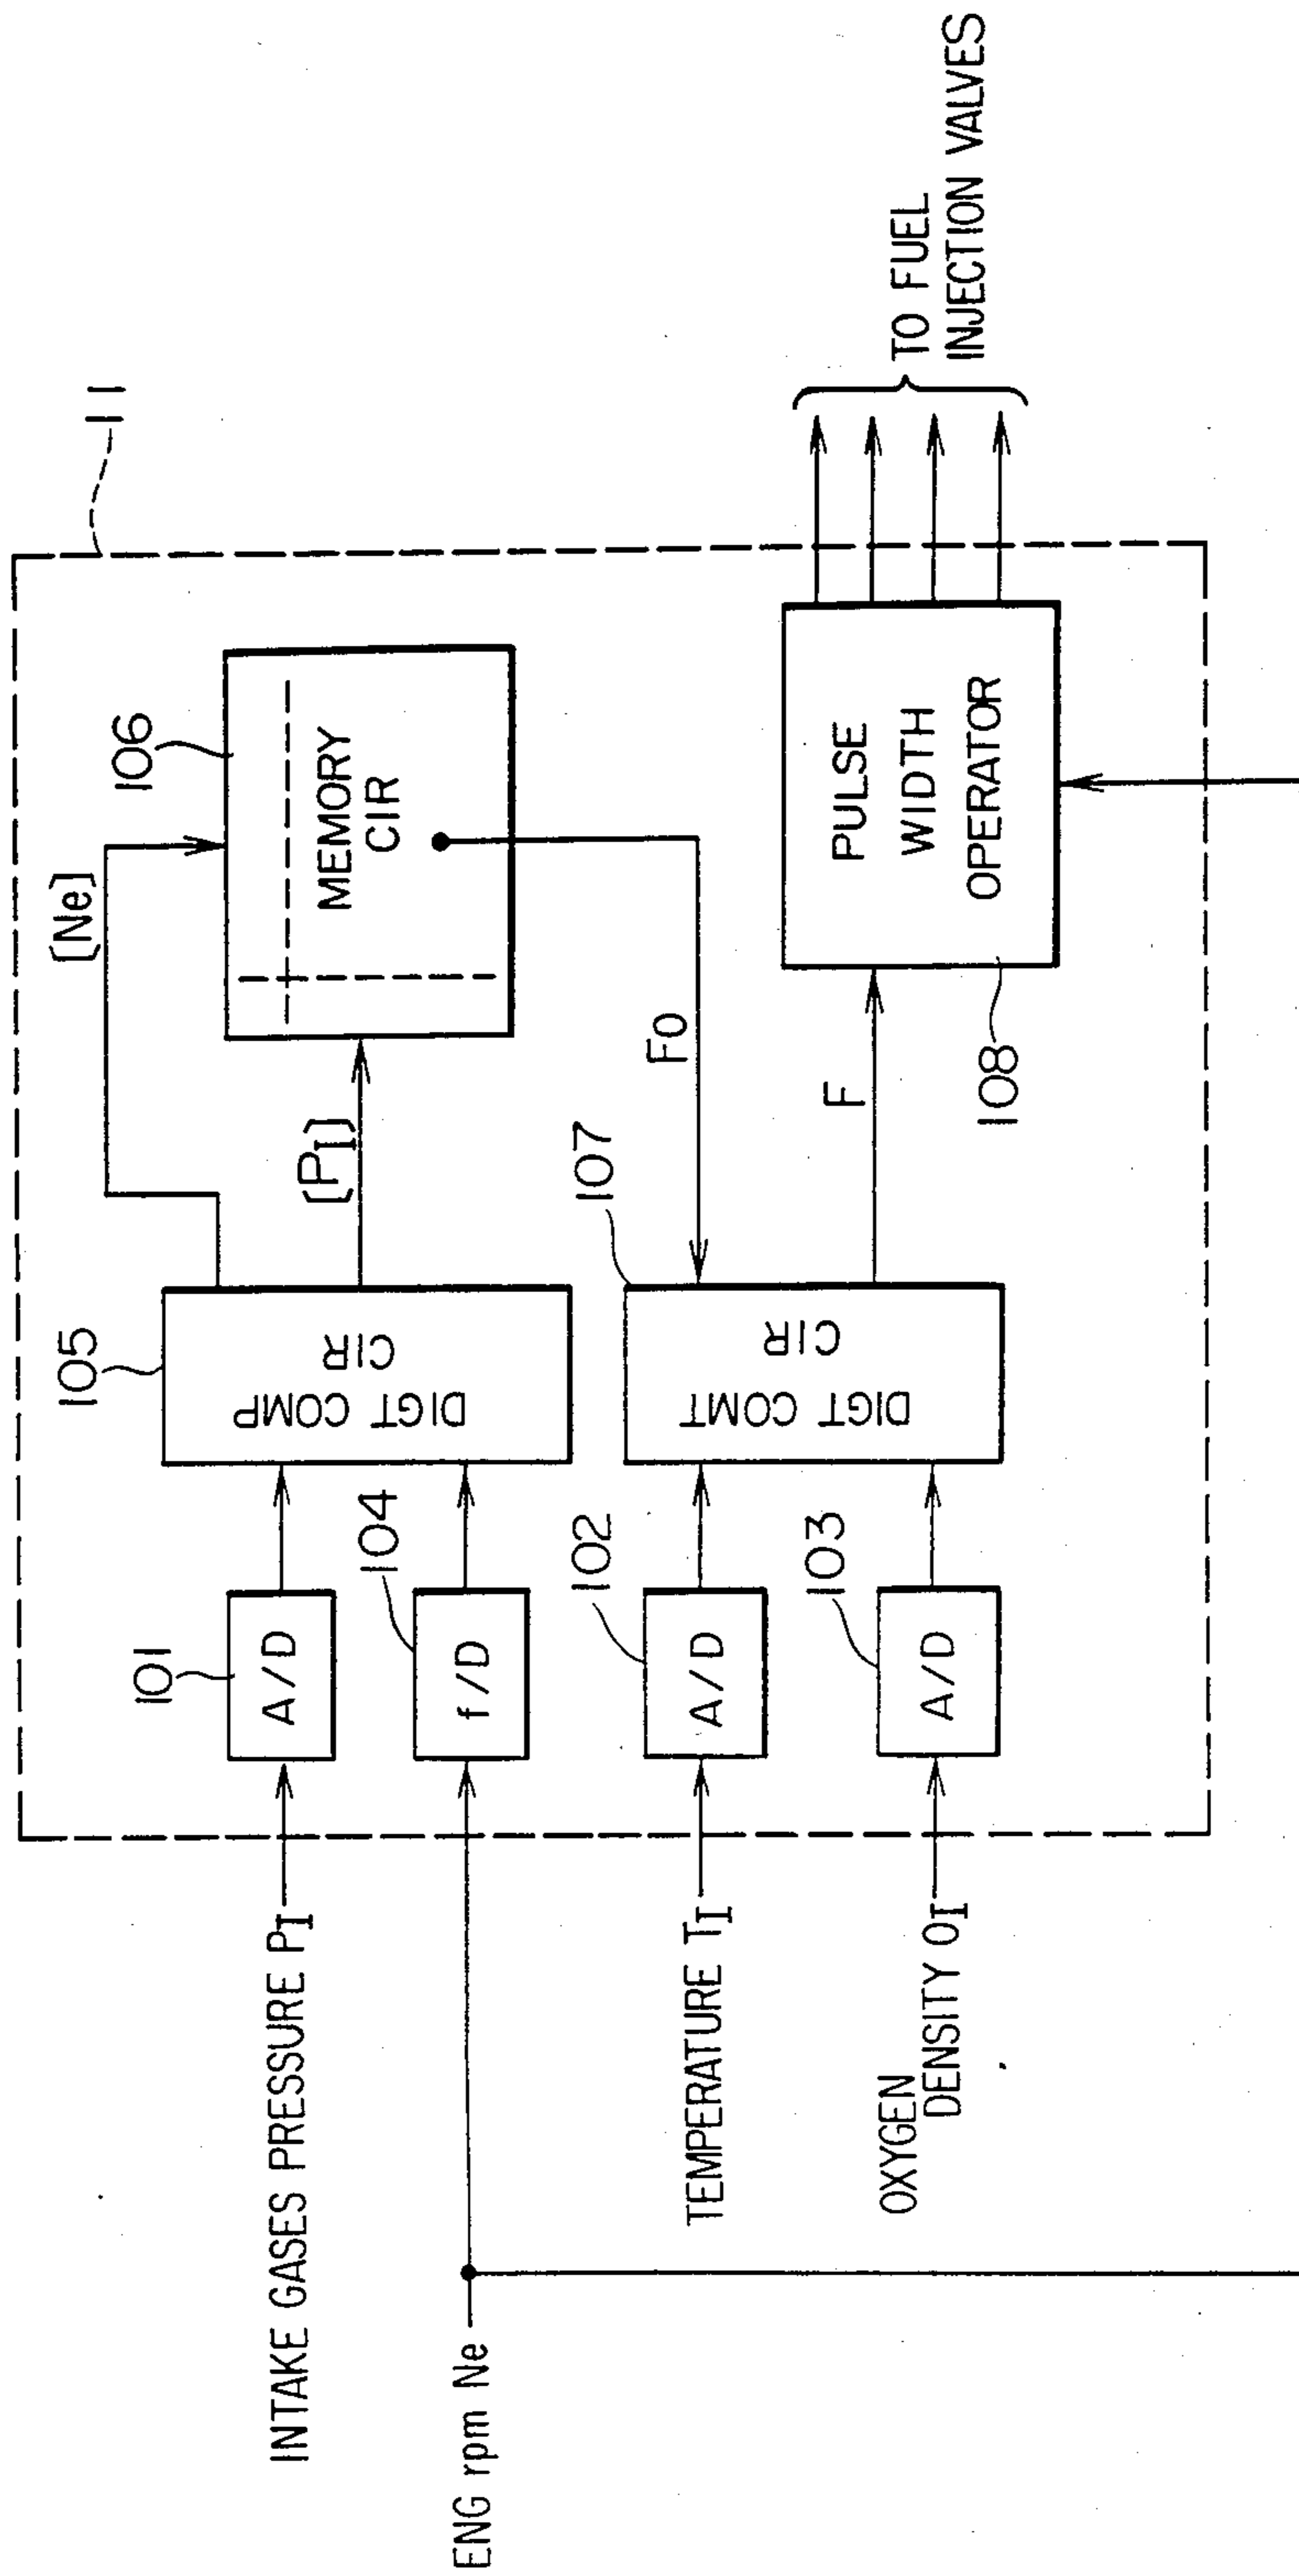 11
INTAKE GASES PRESSURE PI
101
A/D
ENG rpm Ne
104
f/D
105
DIGT COMP
CIR
[Ne]
[PI]
106
MEMORY
CIR
Fo
TEMPERATURE TI
102
A/D
OXYGEN
DENSITY OI
103
A/D
107
DIGT COMT
CIR
F
108
PULSE
WIDTH
OPERATOR
TO FUEL
INJECTION VALVES